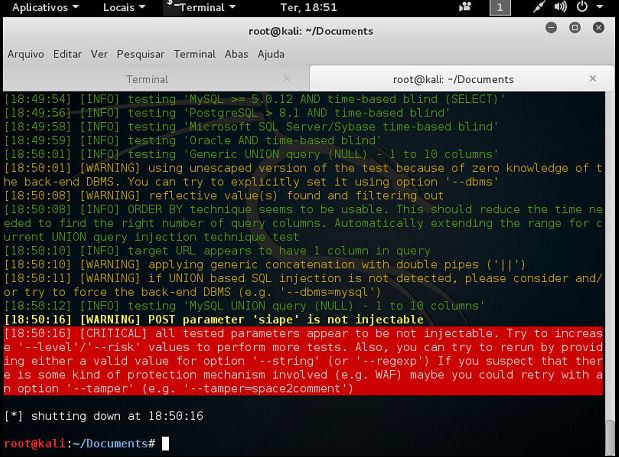 Aplicativos Locais Terminal Ter, 18:51 1
root@kali: ~/Documents
Arquivo Editar Ver Pesquisar Terminal Abas Ajuda
Terminal × root@kali: ~/Documents ×
[18:49:54] [INFO] testing 'MySQL >= 5.0.12 AND time-based blind (SELECT)'
[18:49:56] [INFO] testing 'PostgreSQL > 8.1 AND time-based blind'
[18:49:58] [INFO] testing 'Microsoft SQL Server/Sybase time-based blind'
[18:49:59] [INFO] testing 'Oracle AND time-based blind'
[18:50:01] [INFO] testing 'Generic UNION query (NULL) - 1 to 10 columns'
[18:50:01] [WARNING] using unescaped version of the test because of zero knowledge of t
he back-end DBMS. You can try to explicitly set it using option '--dbms'
[18:50:08] [WARNING] reflective value(s) found and filtering out
[18:50:08] [INFO] ORDER BY technique seems to be usable. This should reduce the time ne
eded to find the right number of query columns. Automatically extending the range for c
urrent UNION query injection technique test
[18:50:10] [INFO] target URL appears to have 1 column in query
[18:50:10] [WARNING] applying generic concatenation with double pipes ('||')
[18:50:11] [WARNING] if UNION based SQL injection is not detected, please consider and/
or try to force the back-end DBMS (e.g. '--dbms=mysql')
[18:50:12] [INFO] testing 'MySQL UNION query (NULL) - 1 to 10 columns'
[18:50:16] [WARNING] POST parameter 'siape' is not injectable
[18:50:16] [CRITICAL] all tested parameters appear to be not injectable. Try to increas
e '--level'/'--risk' values to perform more tests. Also, you can try to rerun by provid
ing either a valid value for option '--string' (or '--regexp') If you suspect that ther
e is some kind of protection mechanism involved (e.g. WAF) maybe you could retry with a
n option '--tamper' (e.g. '--tamper=space2comment')
[*] shutting down at 18:50:16
root@kali:~/Documents#